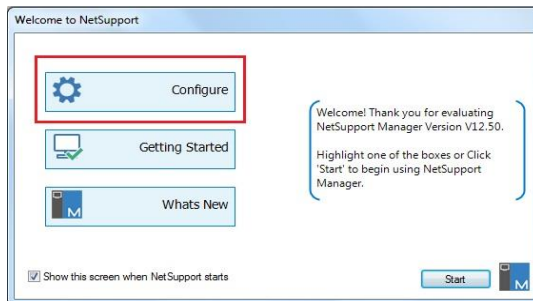 Welcome to NetSupport
Configure
Getting Started
M
Whats New
Welcome! Thank you for evaluating
NetSupport Manager Version V12.50.
Highlight one of the boxes or Click
'Start' to begin using NetSupport
Manager.
Show this screen when NetSupport starts
Start
M